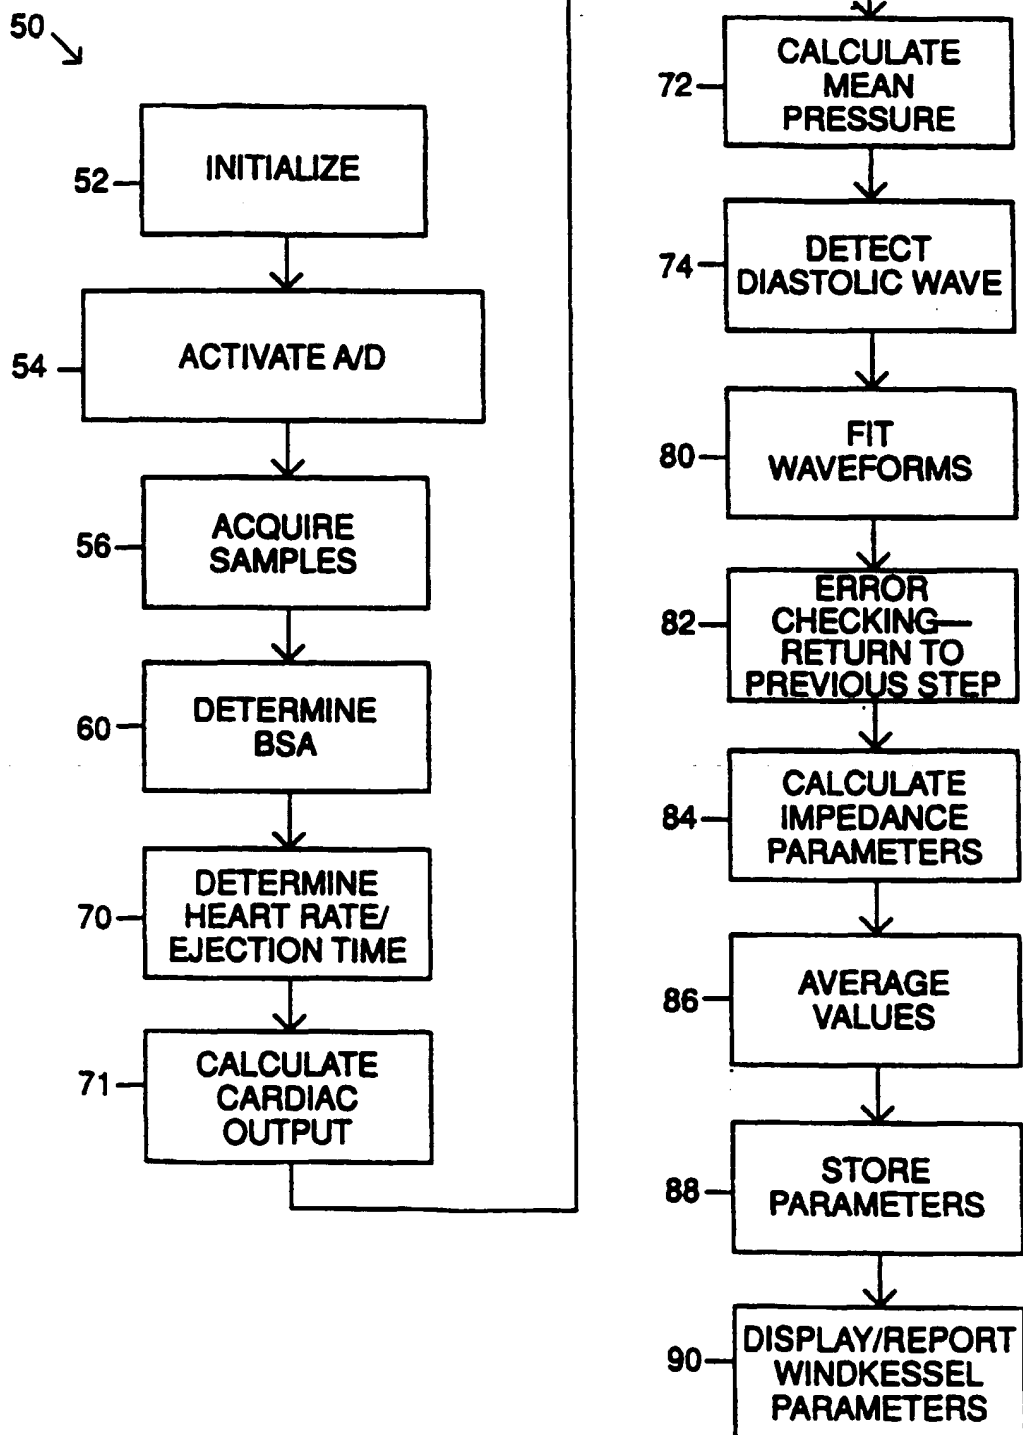 50
52
INITIALIZE
54
ACTIVATE A/D
56
ACQUIRE
SAMPLES
60
DETERMINE
BSA
70
DETERMINE
HEART RATE/
EJECTION TIME
71
CALCULATE
CARDIAC
OUTPUT
72
CALCULATE
MEAN
PRESSURE
74
DETECT
DIASTOLIC WAVE
80
FIT
WAVEFORMS
82
ERROR
CHECKING—
RETURN TO
PREVIOUS STEP
84
CALCULATE
IMPEDANCE
PARAMETERS
86
AVERAGE
VALUES
88
STORE
PARAMETERS
90
DISPLAY/REPORT
WINDKESSEL
PARAMETERS